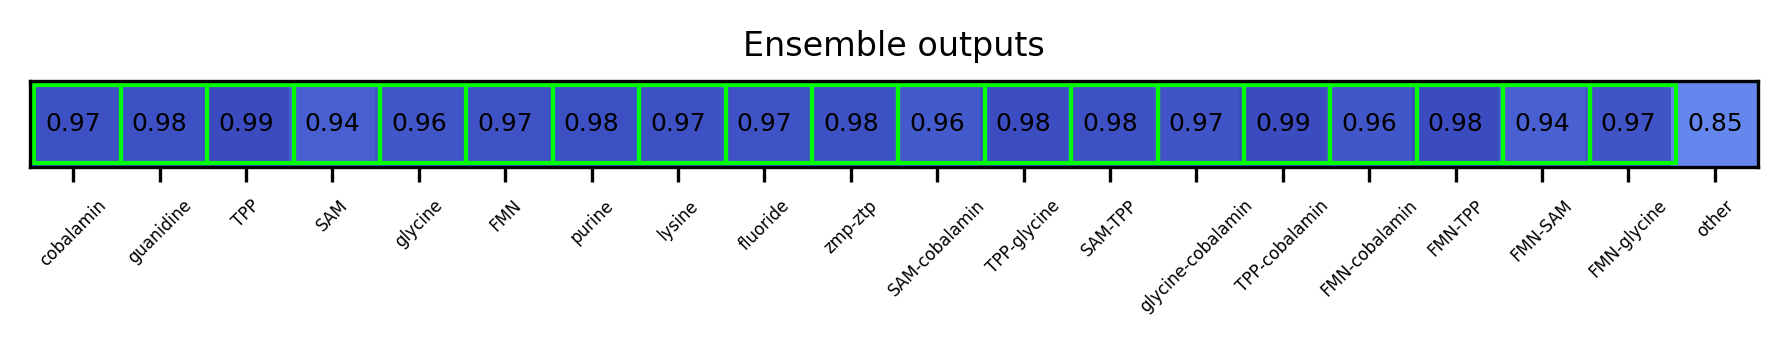 Ensemble outputs
0.97 0.98 0.99 0.94 0.96 0.97 0.98 0.97 0.97 0.98 0.96 0.98 0.98 0.97 0.99 0.96 0.98 0.94 0.97 0.85
cobalamin guanidine TPP SAM glycine FMN purine lysine fluoride zmp-ztp SAM-cobalamin TPP-glycine SAM-TPP glycine-cobalamin TPP-cobalamin FMN-cobalamin FMN-TPP FMN-SAM FMN-glycine other